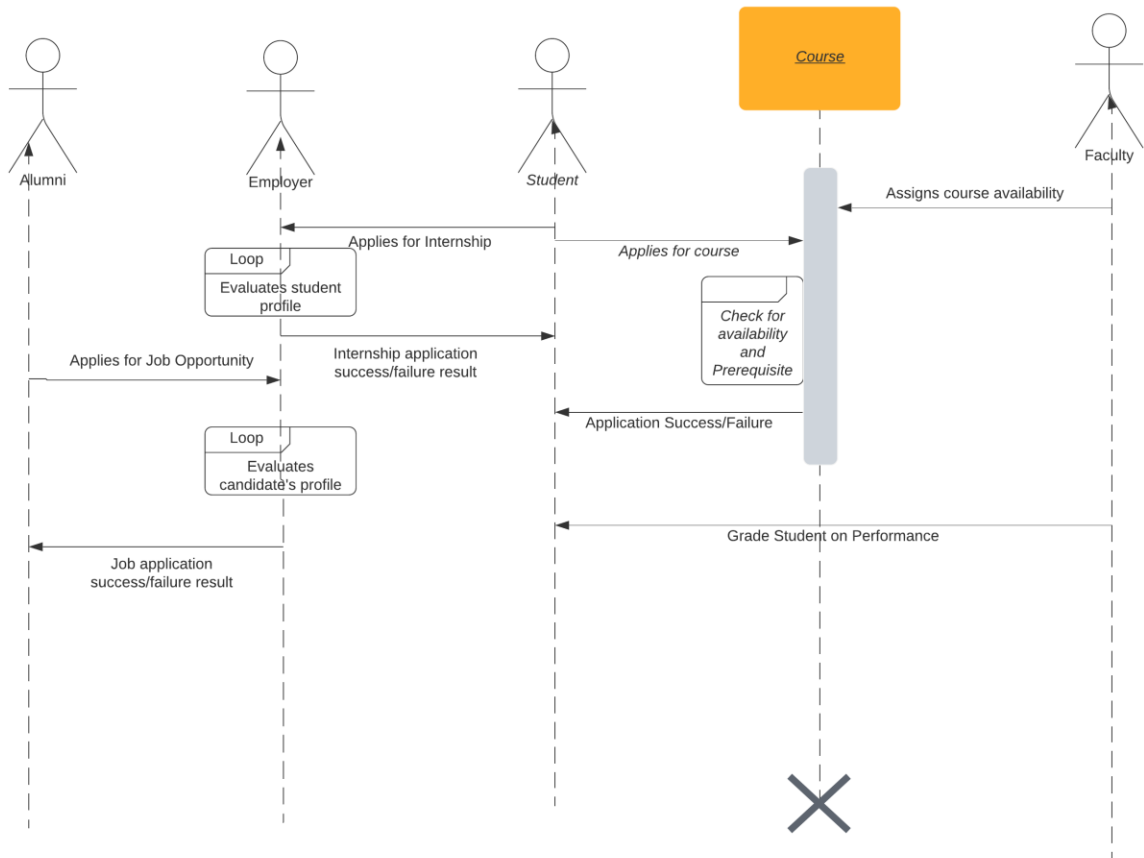 Course
Alumni
Employer
Student
Faculty
Assigns course availability
Applies for Internship
Applies for course
Loop
Evaluates student
profile
Check for
availability
and
Prerequisite
Internship application
success/failure result
Applies for Job Opportunity
Application Success/Failure
Loop
Evaluates
candidate's profile
Grade Student on Performance
Job application
success/failure result